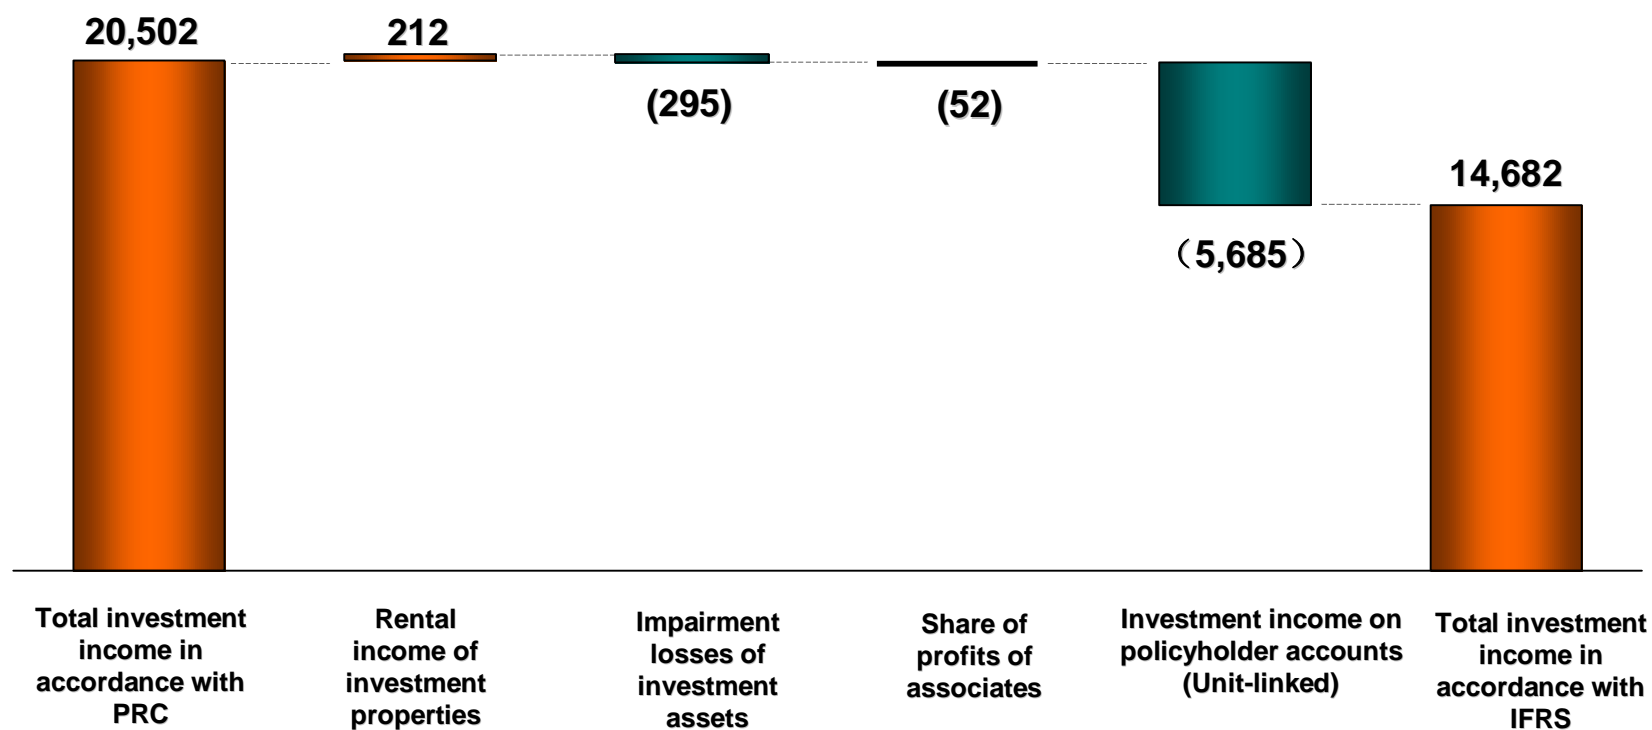 20,502
212
(295)
(52)
（5,685）
14,682
Total investment
income in
accordance with
PRC
Rental
income of
investment
properties
Impairment
losses of
investment
assets
Share of
profits of
associates
Investment income on
policyholder accounts
(Unit-linked)
Total investment
income in
accordance with
IFRS